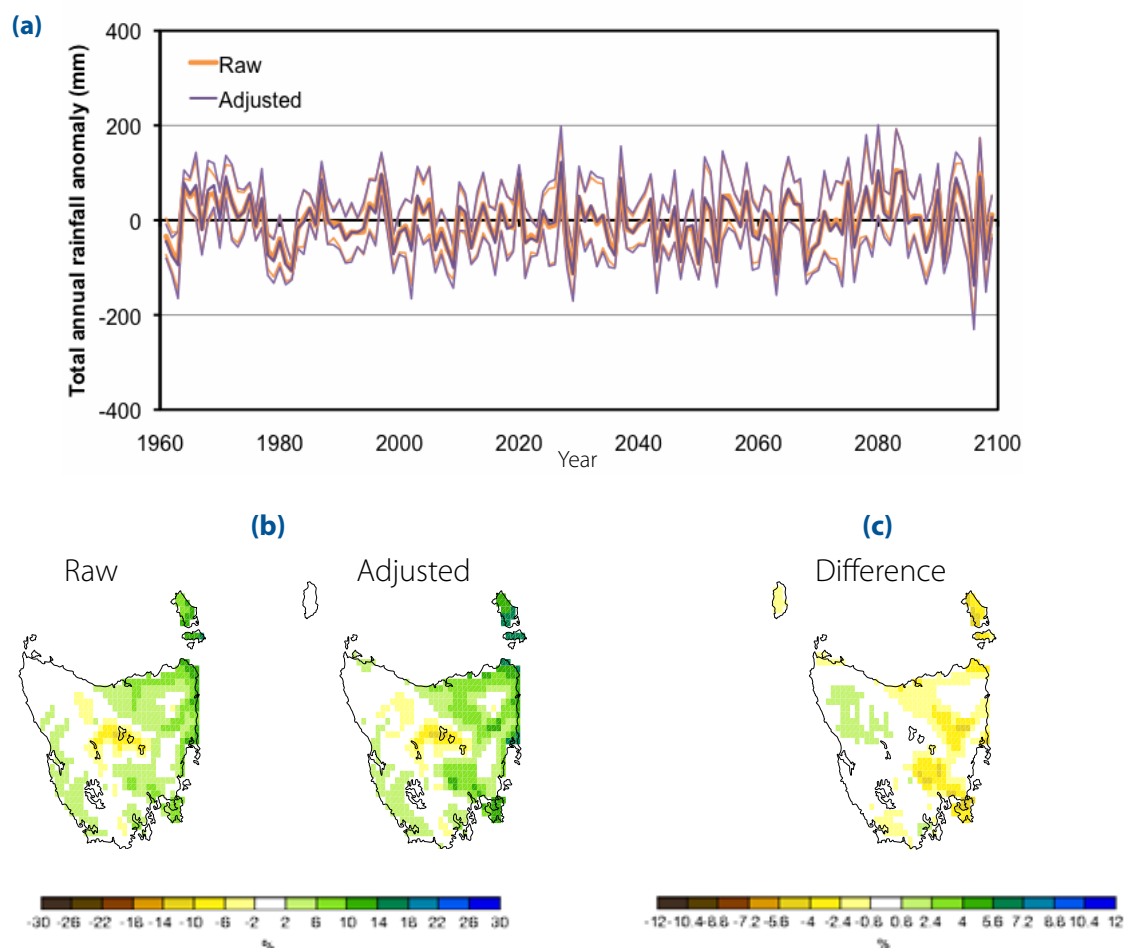 (a)
Total annual rainfall anomaly (mm)
400
200
0
-200
-400
Raw
Adjusted
1960 1980 2000 2020 2040 2060 2080 2100
Year
(b)
(c)
Raw
Adjusted
Difference
-30 -26 -22 -18 -14 -10 -6 -2 2 6 10 14 18 22 26 30
%
-12 -10.4 -8.8 -7.2 -5.6 -4 -2.4 -0.8 0.8 2.4 4 5.6 7.2 8.8 10.4 12
%